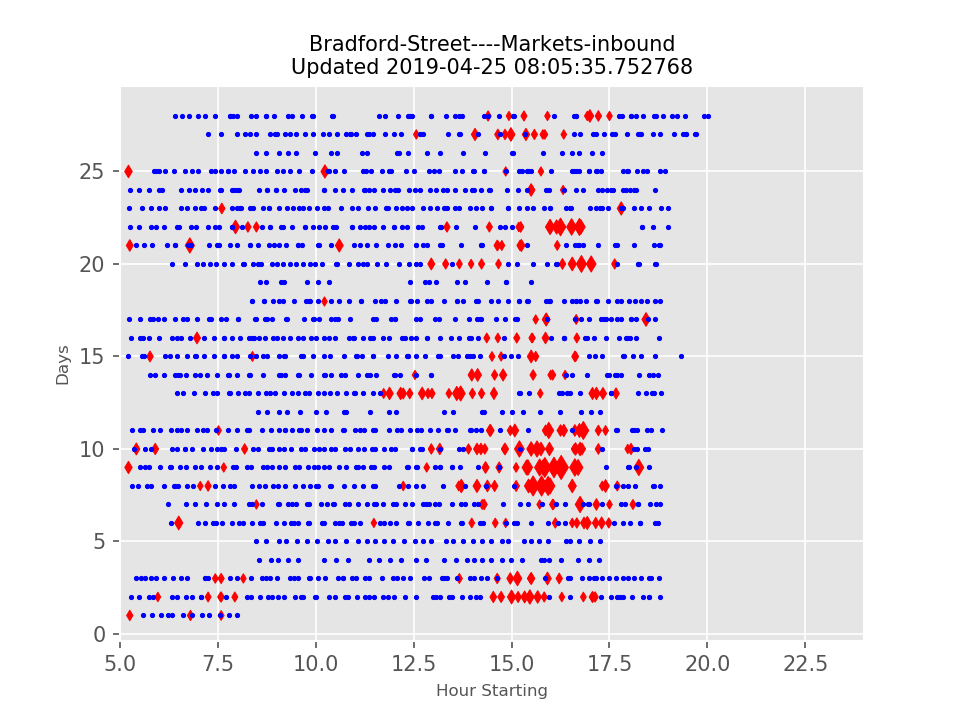 Bradford-Street----Markets-inbound
Updated 2019-04-25 08:05:35.752768
25
20
15
10
5
0
Days
5.0 7.5 10.0 12.5 15.0 17.5 20.0 22.5
Hour Starting